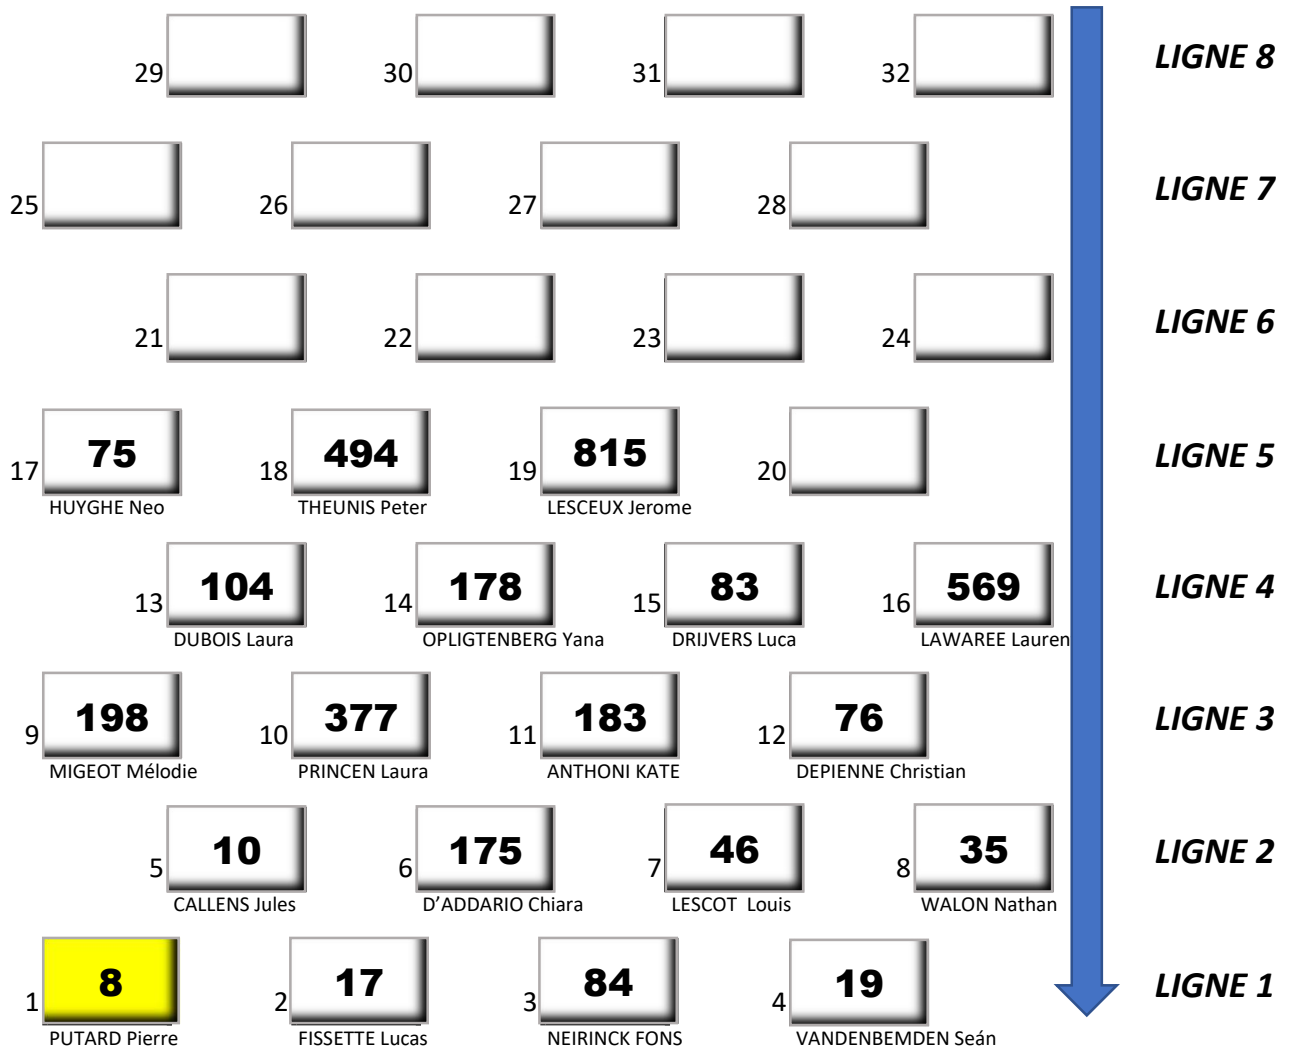 29 30 31 32 LIGNE 8
25 26 27 28 LIGNE 7
21 22 23 24 LIGNE 6
17 75 18 494 19 815 20 LIGNE 5
HUYGHE Neo THEUNIS Peter LESCEUX Jerome
13 104 14 178 15 83 16 569 LIGNE 4
DUBOIS Laura OPLIGTENBERG Yana DRIJVERS Luca LAWAREE Lauren
9 198 10 377 11 183 12 76 LIGNE 3
MIGEOT Mélodie PRINCEN Laura ANTHONI KATE DEPIENNE Christian
5 10 6 175 7 46 8 35 LIGNE 2
CALLENS Jules D'ADDARIO Chiara LESCOT Louis WALON Nathan
1 8 2 17 3 84 4 19 LIGNE 1
PUTARD Pierre FISSETTE Lucas NEIRINCK FONS VANDENBEMDEN Seán